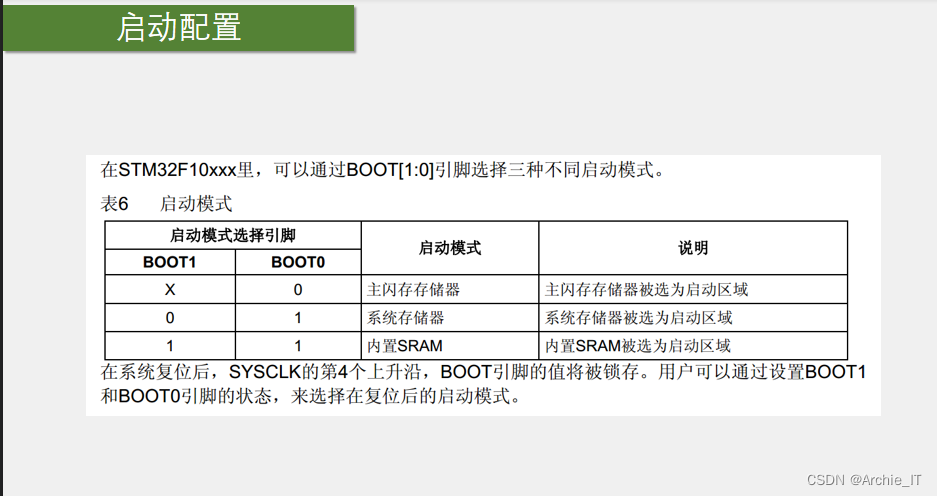 启动配置
在STM32F10xxx里，可以通过BOOT[1:0]引脚选择三种不同启动模式。
表6 启动模式
启动模式选择引脚 启动模式 说明
BOOT1 BOOT0
X 0 主闪存存储器 主闪存存储器被选为启动区域
0 1 系统存储器 系统存储器被选为启动区域
1 1 内置SRAM 内置SRAM被选为启动区域
在系统复位后，SYSCLK的第4个上升沿，BOOT引脚的值将被锁存。用户可以通过设置BOOT1
和BOOT0引脚的状态，来选择在复位后的启动模式。
CSDN @Archie_IT